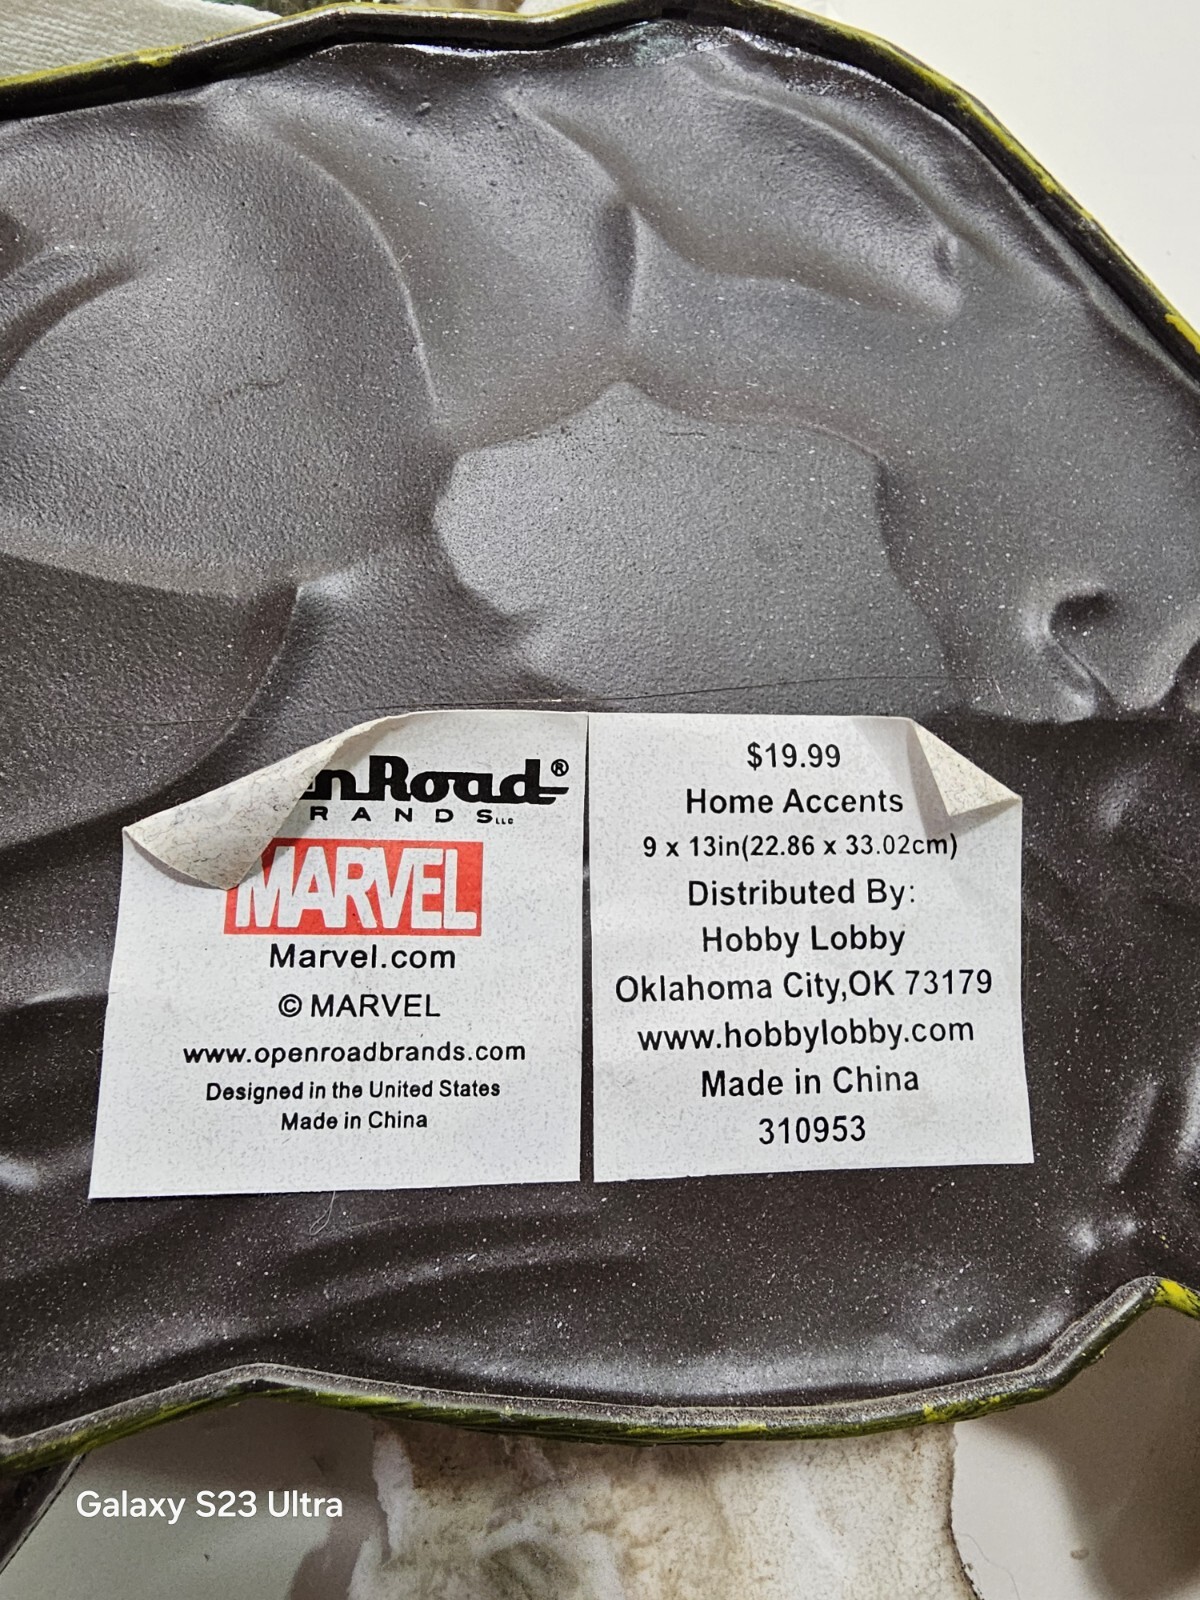 nRoad®
RANDS LLC
MARVEL
Marvel.com
© MARVEL
www.openroadbrands.com
Designed in the United States
Made in China
$19.99
Home Accents
9 x 13in(22.86 x 33.02cm)
Distributed By:
Hobby Lobby
Oklahoma City,OK 73179
www.hobbylobby.com
Made in China
310953
Galaxy S23 Ultra